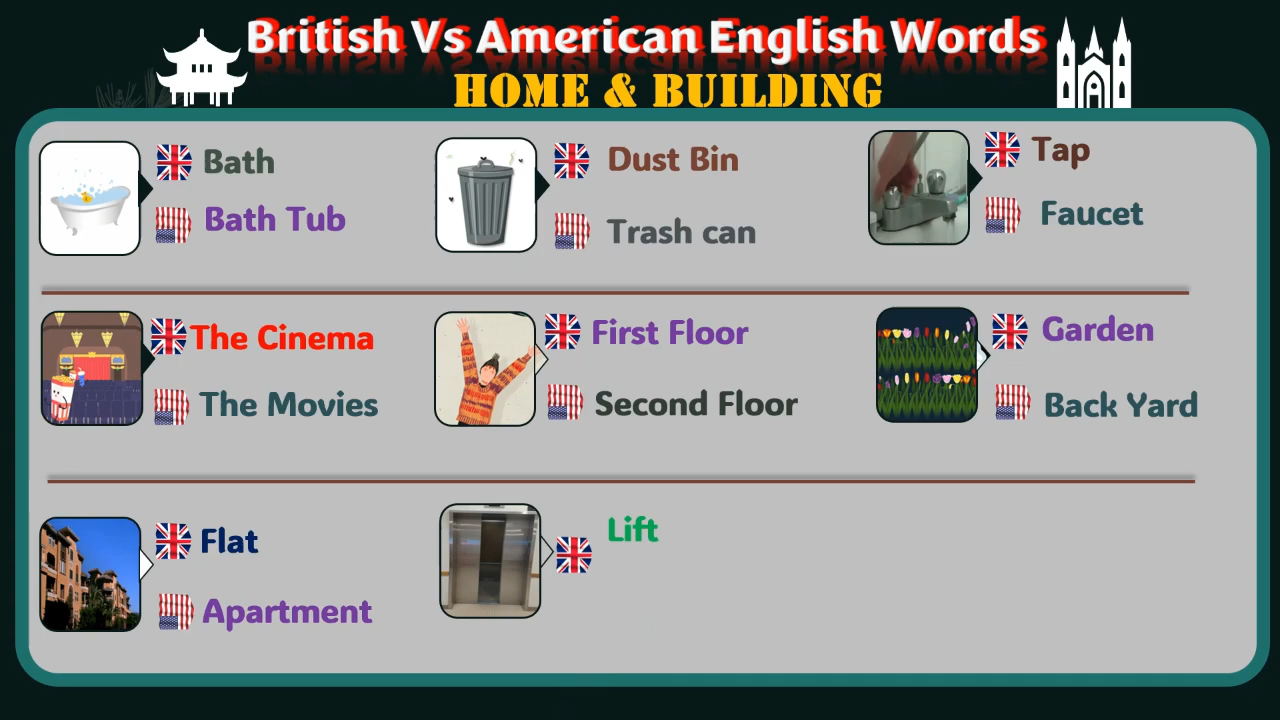 British Vs American English Words
HOME & BUILDING
Bath
Bath Tub
Dust Bin
Trash can
Tap
Faucet
The Cinema
The Movies
First Floor
Second Floor
Garden
Back Yard
Flat
Apartment
Lift